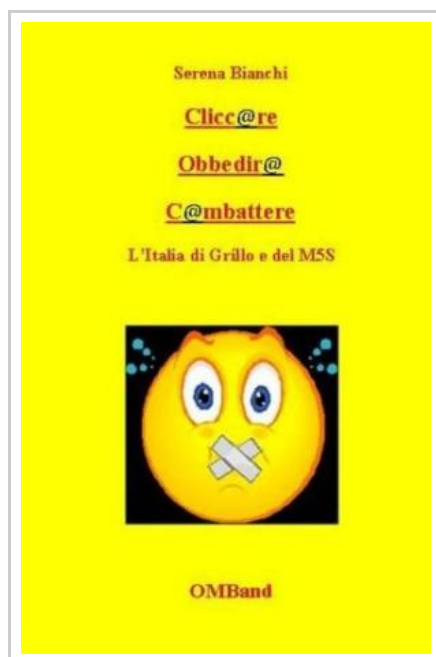 Serena Bianchi
Clicc@re
Obbedir@
C@mbattere
L'Italia di Grillo e del M5S
OMBand